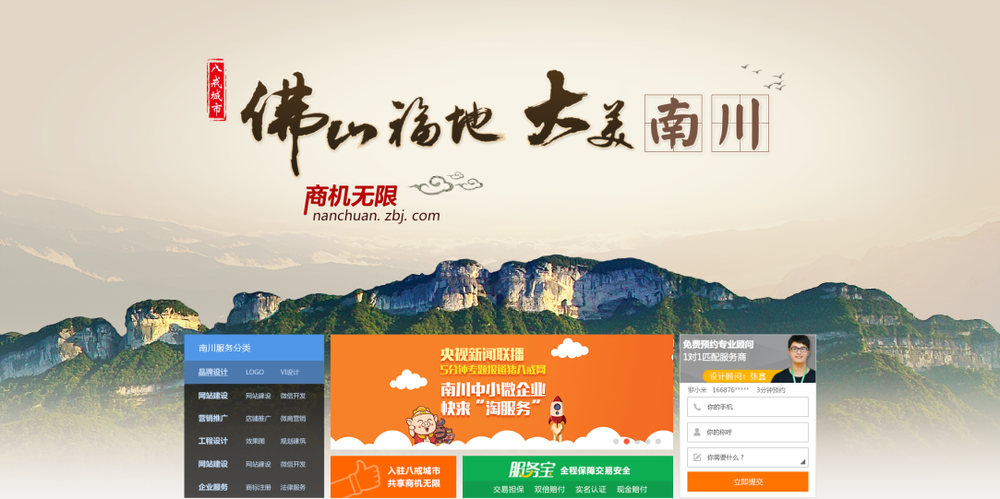 八戒城市
佛山福地 大美南川
商机无限
nanchuan. zbj. com
南川服务分类
品牌设计 LOGO VI设计
网站建设 网站建设 微信开发
营销推广 店铺推广 微商营销
工程设计 效果图 规划建筑
网站建设 网站建设 微信开发
企业服务 商标注册 法律服务
央视新闻联播
5分钟专题报道猪八戒网
南川中小微企业
快来“淘服务”
入驻八戒城市
共享商机无限
服务宝 全程保障交易安全
交易担保 双倍赔付 实名认证 现金赔付
免费预约专业顾问
1对1匹配服务商
设计顾问：张鑫
罗小米 166876***** 3分钟预约
你的手机
你的称呼
你需要什么？
立即提交